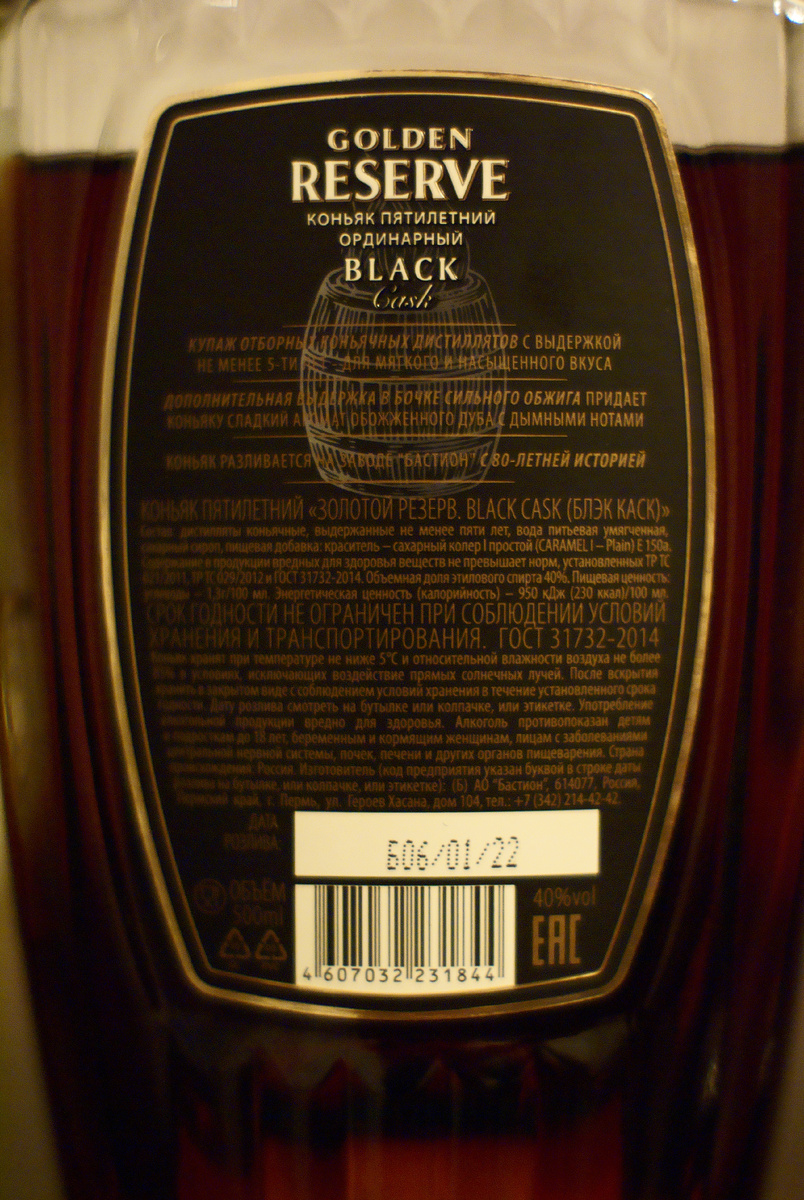 GOLDEN
RESERVE
КОНЬЯК ПЯТИЛЕТНИЙ
ОРДИНАРНЫЙ
BLACK
Cask
КУПАЖ ОТБОРНЫХ КОНЬЯЧНЫХ ДИСТИЛЛЯТОВ С ВЫДЕРЖКОЙ
НЕ МЕНЕЕ 5-ТИ ДЛЯ МЯГКОГО И НАСЫЩЕННОГО ВКУСА
ДОПОЛНИТЕЛЬНАЯ ВЫДЕРЖКА В БОЧКЕ СИЛЬНОГО ОБЖИГА ПРИДАЕТ
КОНЬЯКУ СЛАДКИЙ АРОМАТ ОБОЖЖЕННОГО ДУБА С ДЫМНЫМИ НОТАМИ
КОНЬЯК РАЗЛИВАЕТСЯ НА ЗАВОДЕ "БАСТИОН" С 80-ЛЕТНЕЙ ИСТОРИЕЙ
КОНЬЯК ПЯТИЛЕТНИЙ «ЗОЛОТОЙ РЕЗЕРВ. BLACK CASK (БЛЭК КАСК)»
Состав: дистилляты коньячные, выдержанные не менее пяти лет, вода питьевая умягченная,
сахарный сироп, пищевая добавка: краситель – сахарный колер I простой (CARAMEL I – Plain) Е 150а.
Содержание в продукции вредных для здоровья веществ не превышает норм, установленных ТР ТС
021/2011, ТР ТС 029/2012 и ГОСТ 31732-2014. Объемная доля этилового спирта 40%. Пищевая ценность:
углеводы – 1,3г/100 мл. Энергетическая ценность (калорийность) – 950 кДж (230 ккал)/100 мл.
СРОК ГОДНОСТИ НЕ ОГРАНИЧЕН ПРИ СОБЛЮДЕНИИ УСЛОВИЙ
ХРАНЕНИЯ И ТРАНСПОРТИРОВАНИЯ. ГОСТ 31732-2014
Коньяк хранят при температуре не ниже 5°С и относительной влажности воздуха не более
85% в условиях, исключающих воздействие прямых солнечных лучей. После вскрытия
хранить в закрытом виде с соблюдением условий хранения в течение установленного срока
годности. Дату розлива смотреть на бутылке или колпачке, или этикетке. Употребление
алкогольной продукции вредно для здоровья. Алкоголь противопоказан детям
и подросткам до 18 лет, беременным и кормящим женщинам, лицам с заболеваниями
центральной нервной системы, почек, печени и других органов пищеварения. Страна
происхождения: Россия. Изготовитель (код предприятия указан буквой в строке даты
розлива на бутылке, или колпачке, или этикетке): (Б) АО "Бастион", 614077, Россия,
Пермский край, г. Пермь, ул. Героев Хасана, дом 104, тел.: +7 (342) 214-42-42.
ДАТА
РОЗЛИВА:
Б06/01/22
ОБЪЁМ
500ml
40%vol
EAC
4 607032 231844